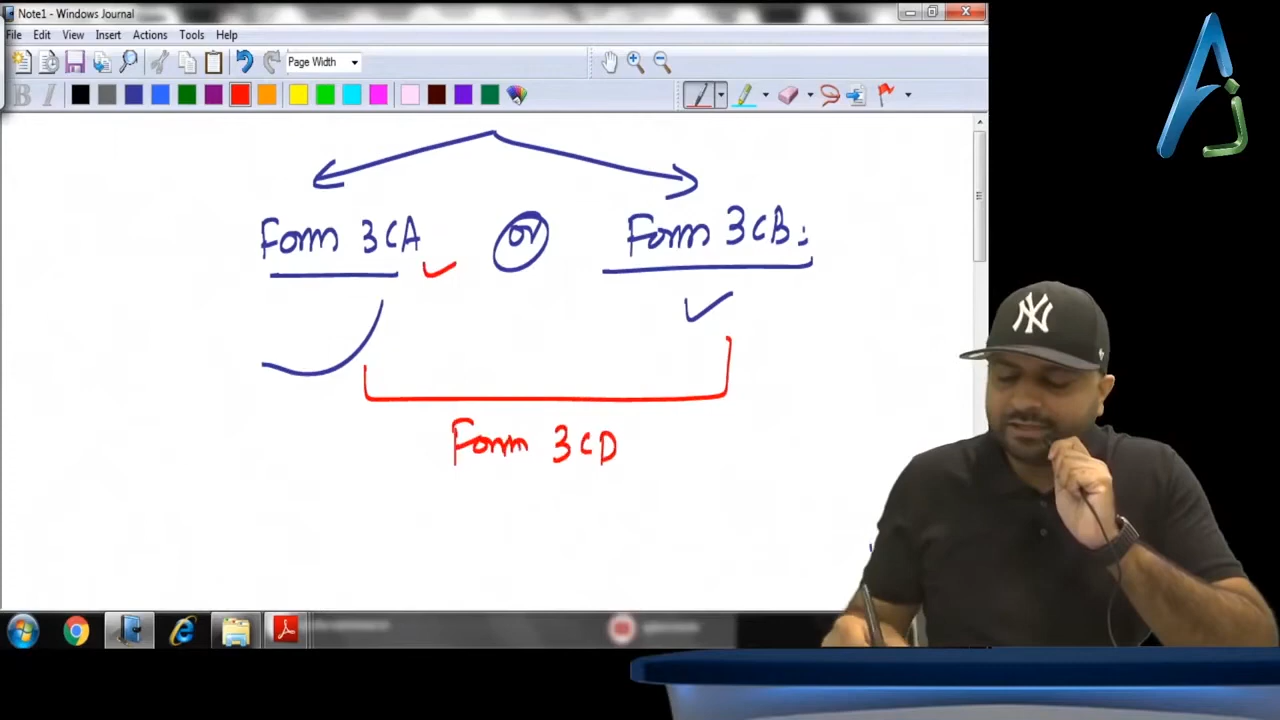 Note1 - Windows Journal
File Edit View Insert Actions Tools Help
Page Width
B I
Form 3CA or Form 3CB:
Form 3CD
NY